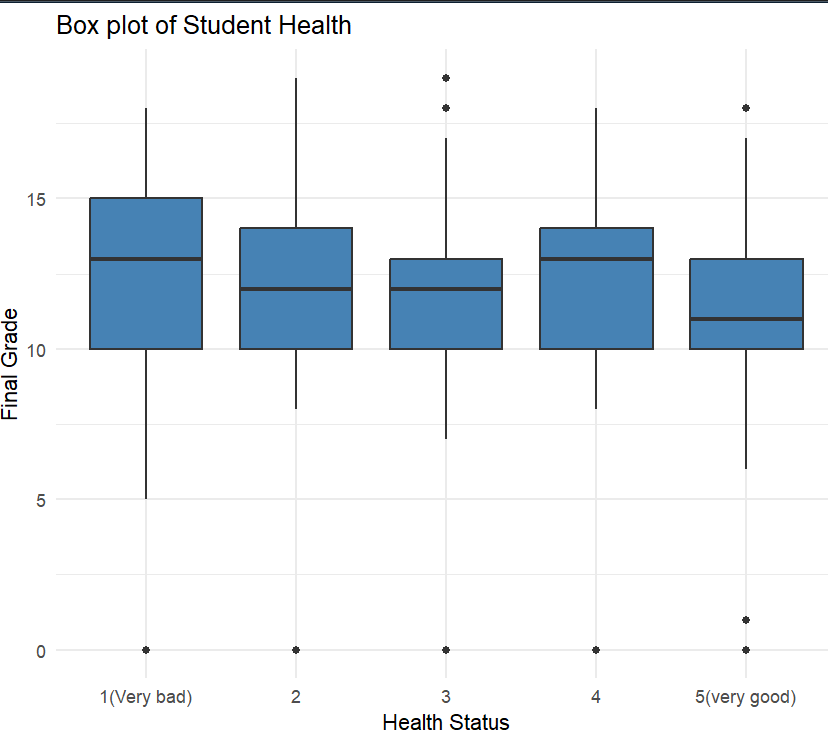 Box plot of Student Health
Final Grade
15
10
5
0
1(Very bad)
2
3
4
5(very good)
Health Status